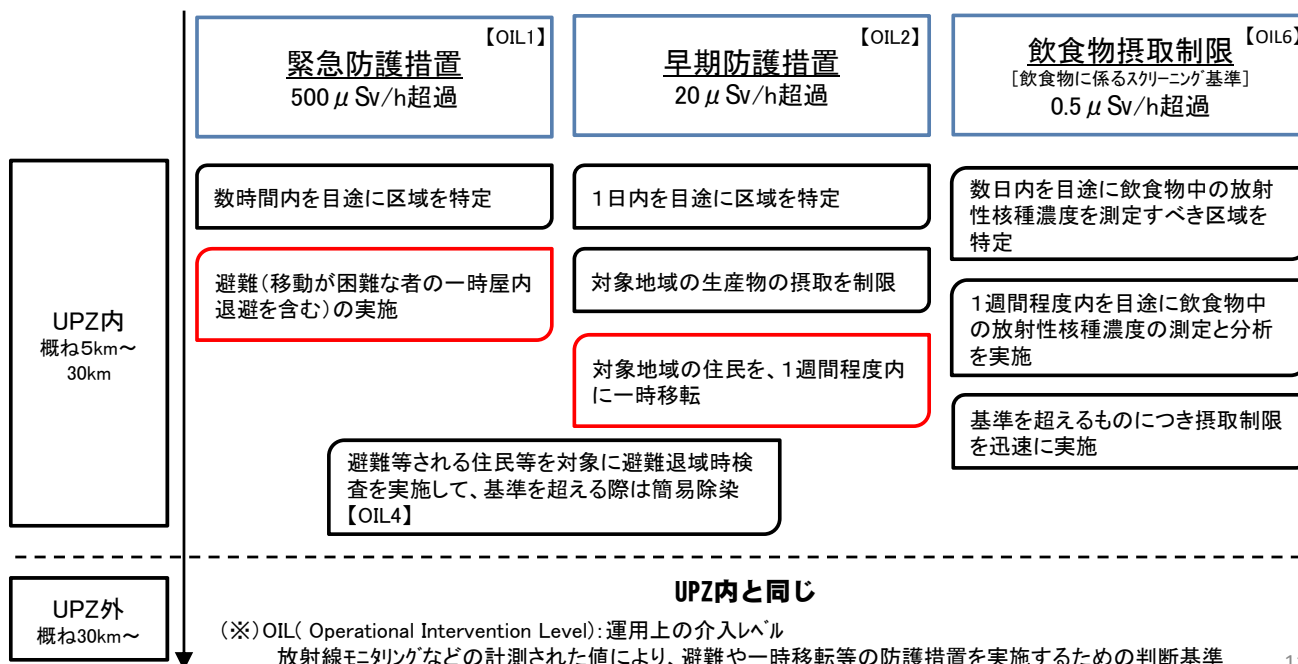 【OIL1】
緊急防護措置
500μSv/h超過
【OIL2】
早期防護措置
20μSv/h超過
【OIL6】
飲食物摂取制限
[飲食物に係るスクリーニング基準]
0.5μSv/h超過
UPZ内
概ね5km～
30km
数時間内を目途に区域を特定
避難(移動が困難な者の一時屋内
退避を含む)の実施
1日内を目途に区域を特定
対象地域の生産物の摂取を制限
対象地域の住民を、1週間程度内
に一時移転
数日内を目途に飲食物中の放射
性核種濃度を測定すべき区域を
特定
1週間程度内を目途に飲食物中
の放射性核種濃度の測定と分析
を実施
基準を超えるものにつき摂取制限
を迅速に実施
避難等される住民等を対象に避難退域時検
査を実施して、基準を超える際は簡易除染
【OIL4】
UPZ外
概ね30km～
UPZ内と同じ
(※)OIL( Operational Intervention Level):運用上の介入レベル
放射線モニタリングなどの計測された値により、避難や一時移転等の防護措置を実施するための判断基準